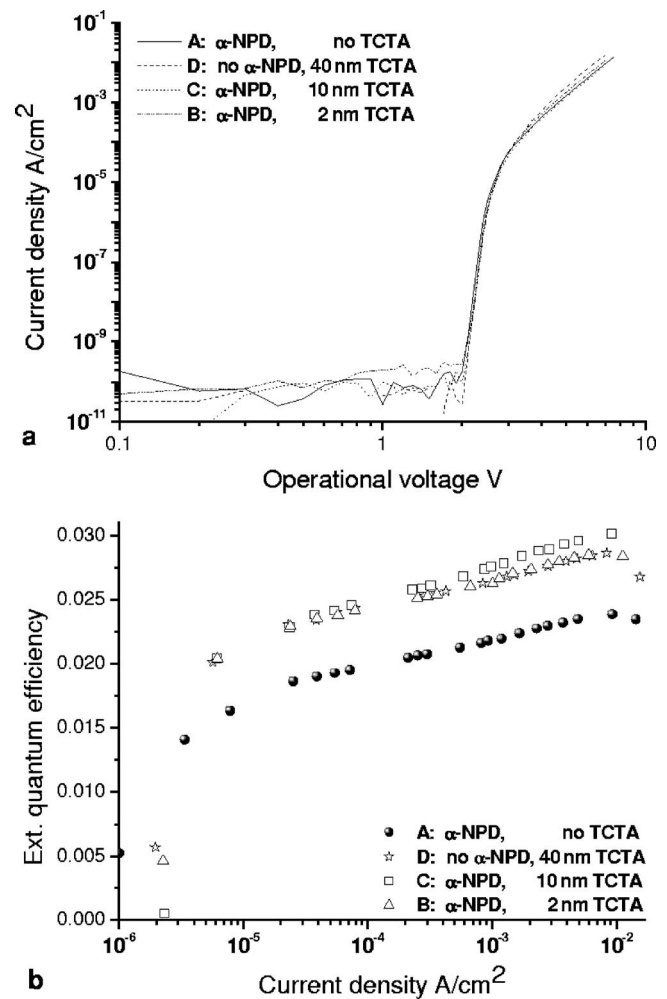 Current density A/cm²
10⁻¹
10⁻³
10⁻⁵
10⁻⁷
10⁻⁹
10⁻¹¹
A: α-NPD, no TCTA
D: no α-NPD, 40 nm TCTA
C: α-NPD, 10 nm TCTA
B: α-NPD, 2 nm TCTA
0.1 1 10
a
Operational voltage V
Ext. quantum efficiency
0.030
0.025
0.020
0.015
0.010
0.005
0.000
A: α-NPD, no TCTA
D: no α-NPD, 40 nm TCTA
C: α-NPD, 10 nm TCTA
B: α-NPD, 2 nm TCTA
10⁻⁶ 10⁻⁵ 10⁻⁴ 10⁻³ 10⁻²
b
Current density A/cm²